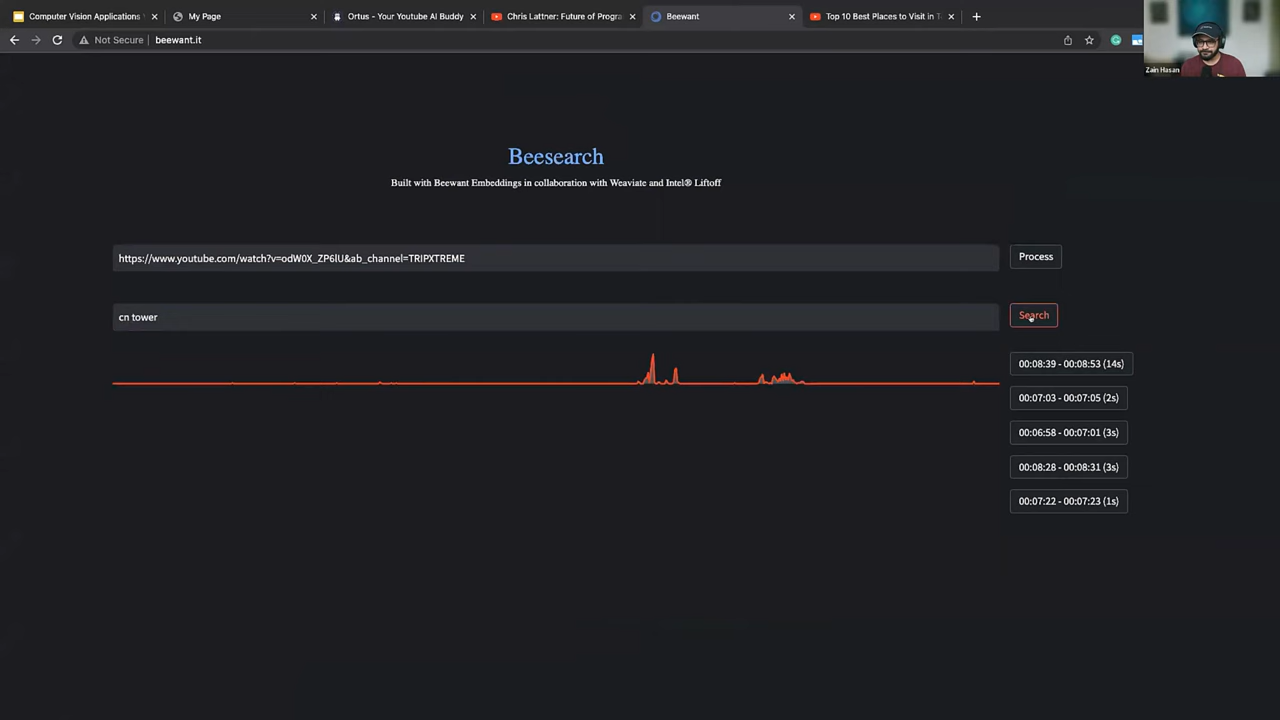 Computer Vision Applications
My Page
Ortus - Your Youtube AI Buddy
Chris Lattner: Future of Progra
Beewant
Top 10 Best Places to Visit in T
Not Secure
beewant.it
Zain Hasan
Beesearch
Built with Beewant Embeddings in collaboration with Weaviate and Intel® Liftoff
https://www.youtube.com/watch?v=odW0X_ZP6lU&ab_channel=TRIPXTREME
Process
cn tower
Search
00:08:39 - 00:08:53 (14s)
00:07:03 - 00:07:05 (2s)
00:06:58 - 00:07:01 (3s)
00:08:28 - 00:08:31 (3s)
00:07:22 - 00:07:23 (1s)